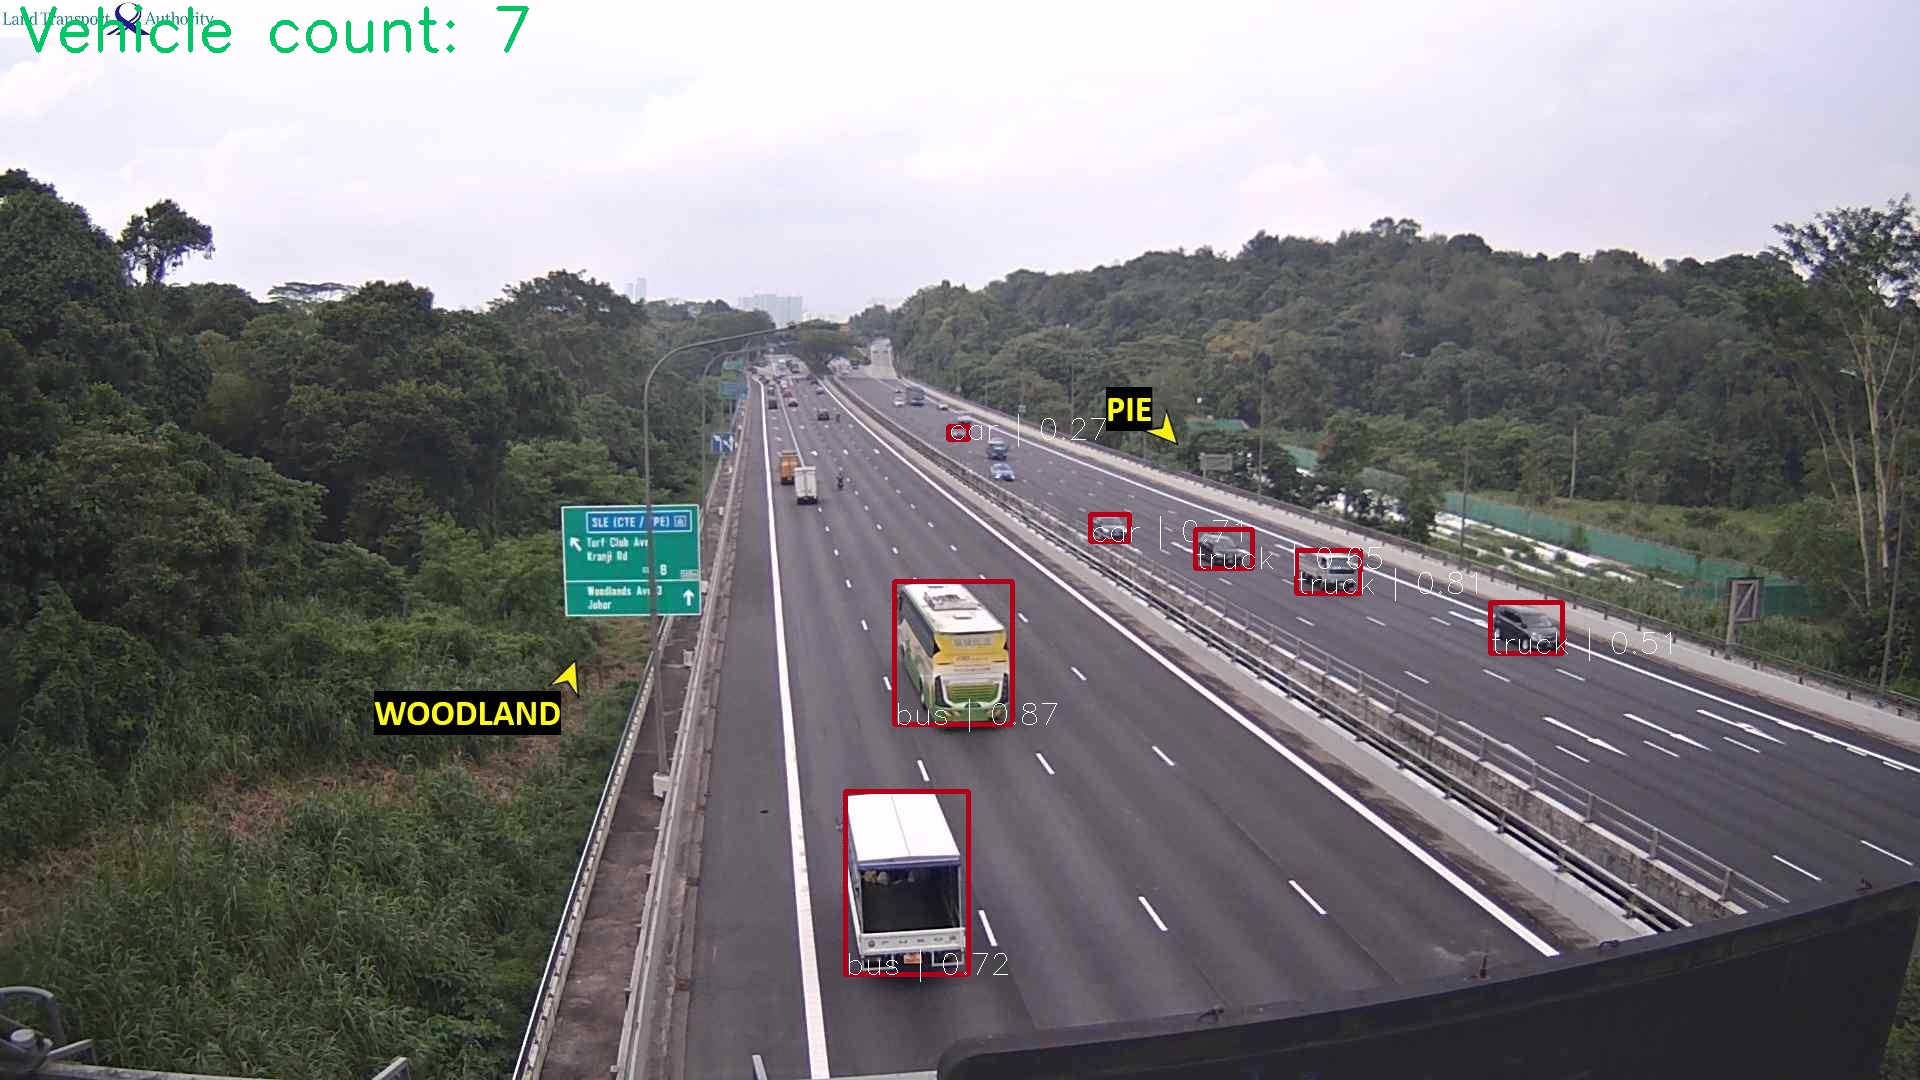 Land Transport Authority
Vehicle count: 7
PIE
car | 0.27
car | 0.71
truck | 0.65
truck | 0.81
SLE (CTE / TPE)
Turf Club Ave
Kranji Rd
8
Woodlands Ave 3
Johor
truck | 0.51
WOODLAND
bus | 0.87
bus | 0.72